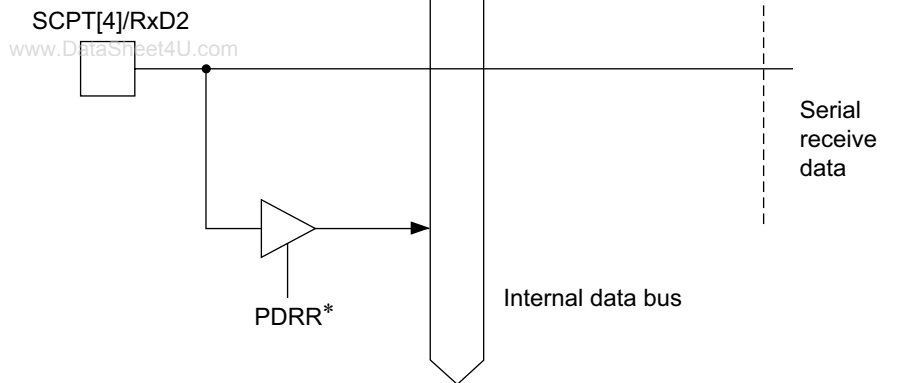 SCPT[4]/RxD2
www.DataSheet4U.com
Serial
receive
data
Internal data bus
PDRR*